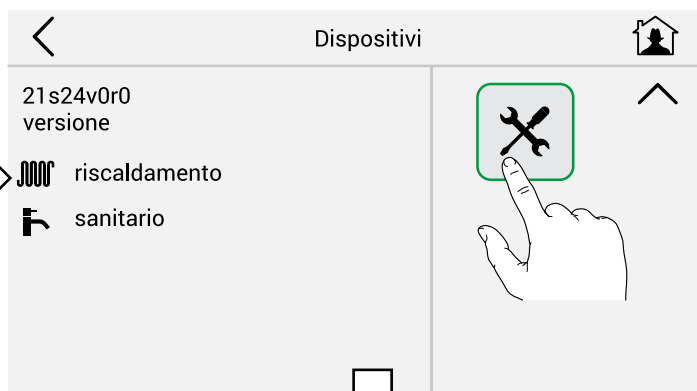 Dispositivi
21s24v0r0
versione
riscaldamento
sanitario